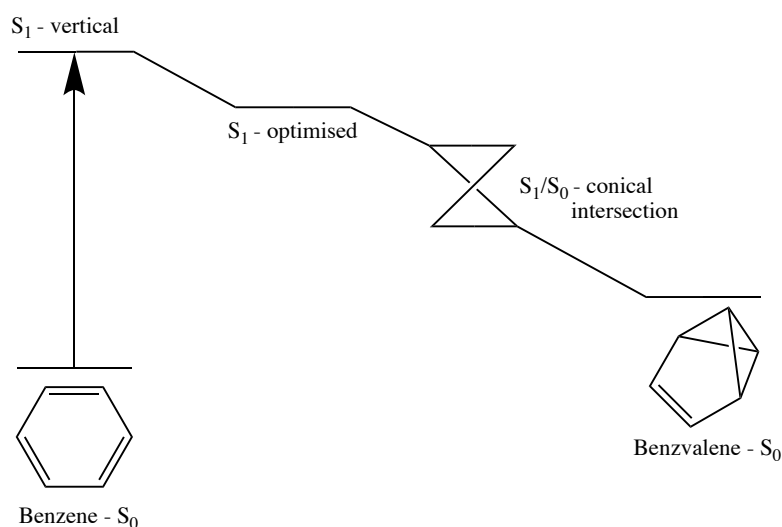 S₁ - vertical
S₁ - optimised
S₁/S₀ - conical
intersection
Benzvalene - S₀
Benzene - S₀